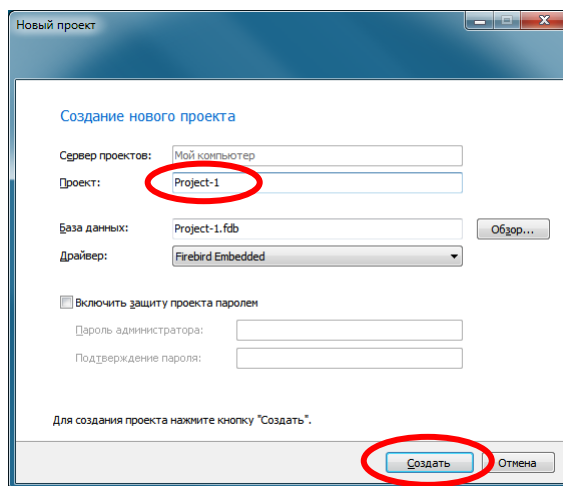 Новый проект
Создание нового проекта
Сервер проектов: Мой компьютер
Проект: Project-1
База данных: Project-1.fdb Обзор...
Драйвер: Firebird Embedded
Включить защиту проекта паролем
Пароль администратора:
Подтверждение пароля:
Для создания проекта нажмите кнопку "Создать".
Создать Отмена